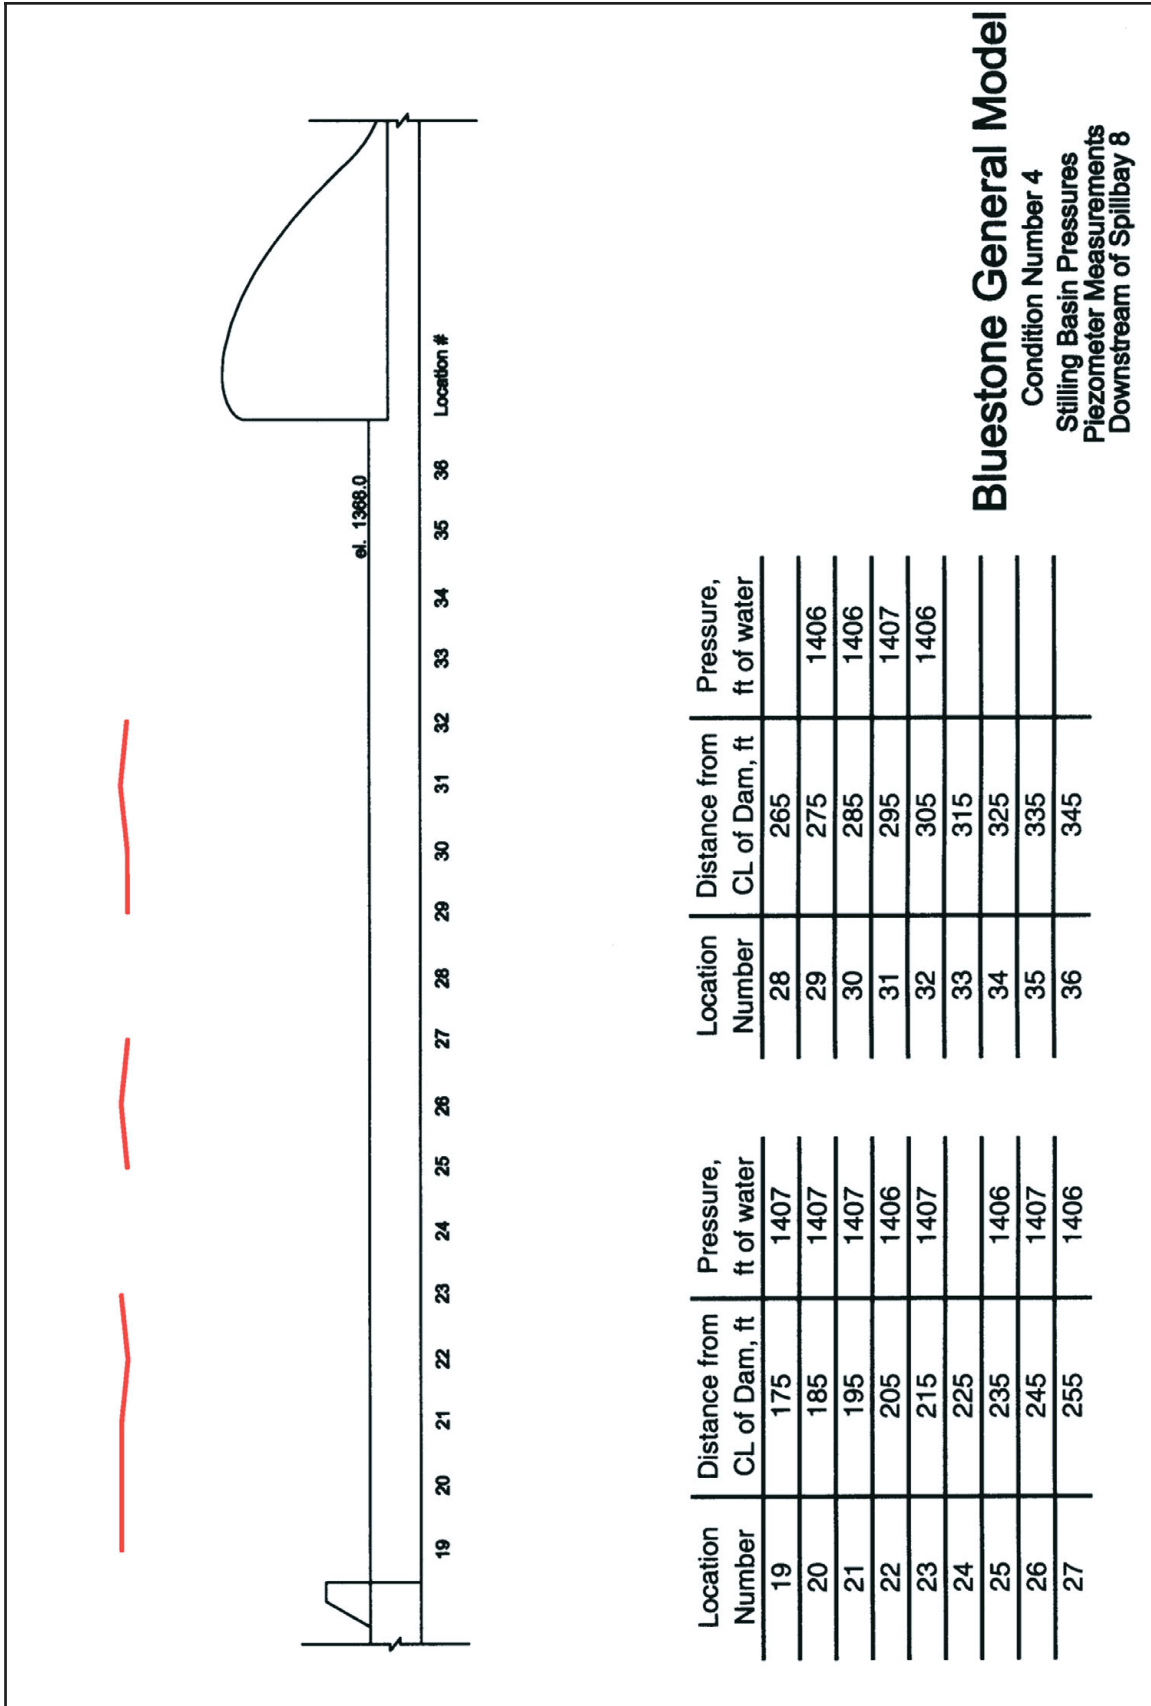 el. 1368.0
19 20 21 22 23 24 25 26 27 28 29 30 31 32 33 34 35 36 Location #
Location Number | Distance from CL of Dam, ft | Pressure, ft of water
19 175 1407
20 185 1407
21 195 1407
22 205 1406
23 215 1407
24 225
25 235 1406
26 245 1407
27 255 1406
Location Number | Distance from CL of Dam, ft | Pressure, ft of water
28 265
29 275 1406
30 285 1406
31 295 1407
32 305 1406
33 315
34 325
35 335
36 345
Bluestone General Model
Condition Number 4
Stilling Basin Pressures
Piezometer Measurements
Downstream of Spillbay 8